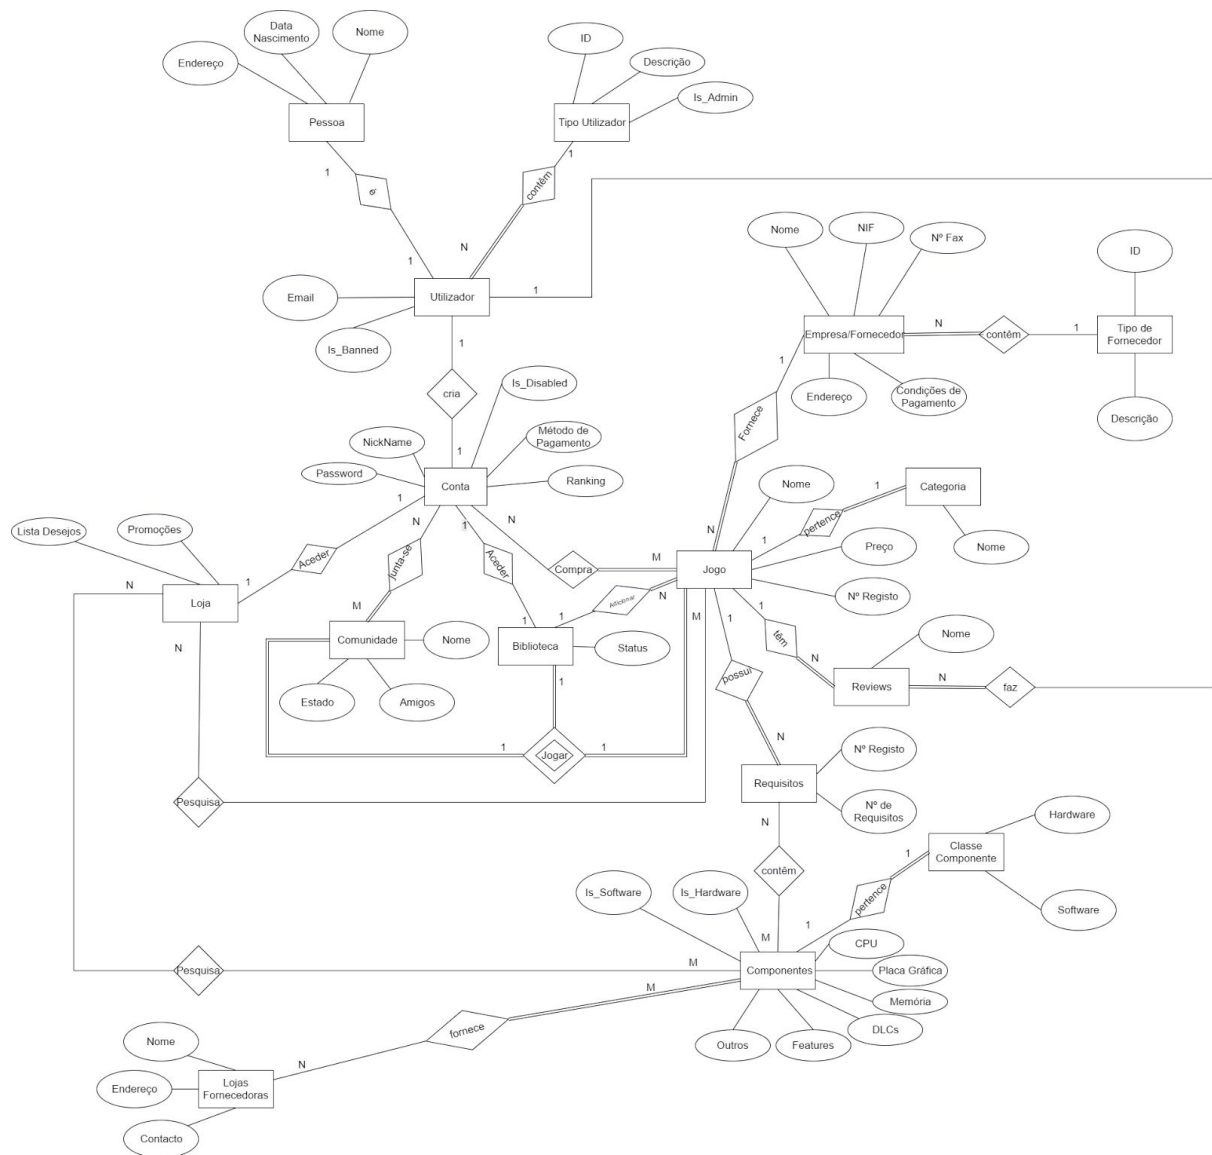 Data
Nascimento
Nome
ID
Endereço
Descrição
Is_Admin
Pessoa
Tipo Utilizador
1
1
é
contêm
N
1
Nome
NIF
Nº Fax
ID
Email
Utilizador
1
Is_Banned
1
Empresa/Fornecedor
N
contêm
1
Tipo de
Fornecedor
1
Endereço
Condições de
Pagamento
Descrição
cria
Is_Disabled
Fornece
NickName
Método de
Pagamento
1
Password
Conta
Ranking
Nome
1
Categoria
1
N
1
N
pertence
Lista Desejos
Promoções
N
1
Preço
Nome
Aceder
junta-se
Aceder
Compra
M
Jogo
N
1
Loja
Adicional
N
Nº Registo
M
1
1
M
1
1
têm
Nome
Comunidade
Nome
Biblioteca
Status
N
possui
N
Reviews
N
faz
1
Estado
Amigos
N
1
Jogar
1
Nº Registo
Requisitos
Pesquisa
Nº de
Requisitos
N
Hardware
Classe
Componente
1
contêm
pertence
Is_Software
Is_Hardware
Software
1
M
CPU
M
Pesquisa
Componentes
Placa Gráfica
M
Memória
fornece
DLCs
Outros
Features
Nome
N
Endereço
Lojas
Fornecedoras
Contacto